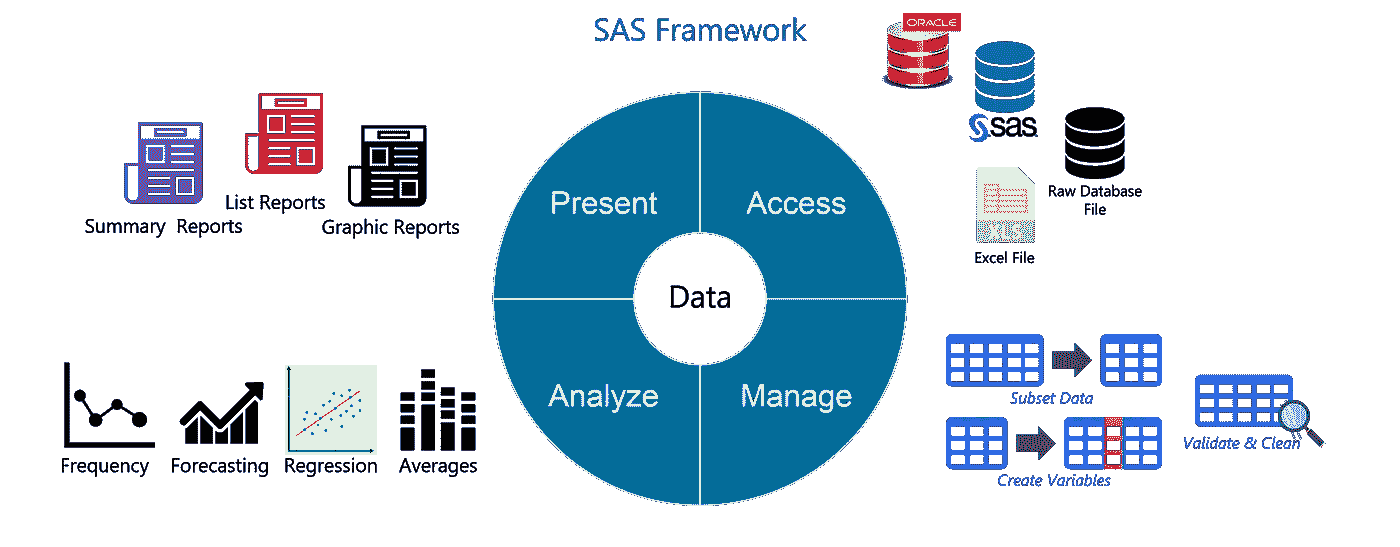 SAS Framework
ORACLE
sas
Raw Database
File
XLS
Excel File
List Reports
Summary Reports
Graphic Reports
Present
Access
Data
Analyze
Manage
Subset Data
Validate & Clean
Create Variables
Frequency
Forecasting
Regression
Averages